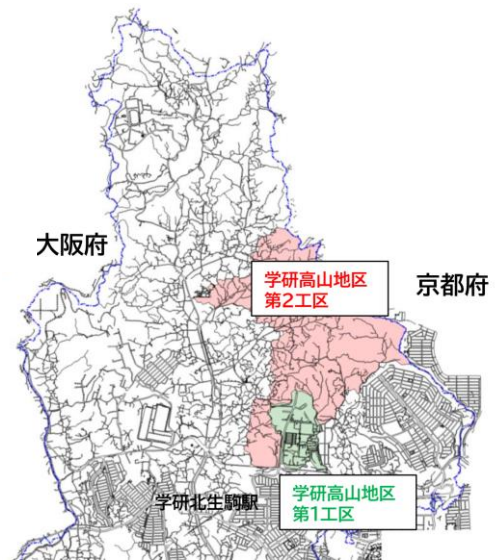 大阪府
学研高山地区
第2工区
京都府
学研北生駒駅
学研高山地区
第1工区